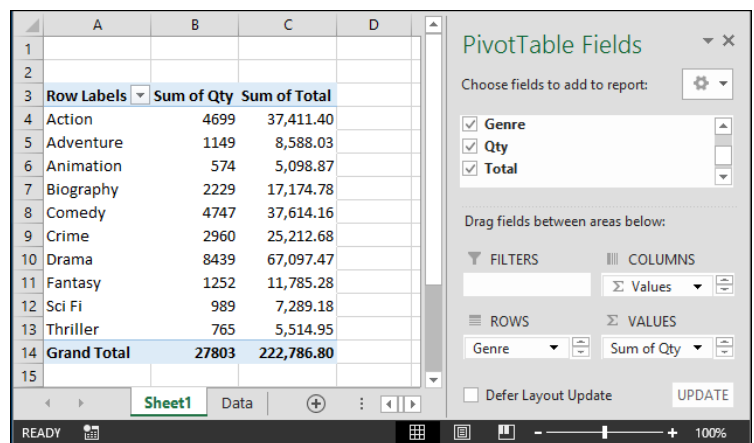 A B C D
1
2
3 Row Labels Sum of Qty Sum of Total
4 Action 4699 37,411.40
5 Adventure 1149 8,588.03
6 Animation 574 5,098.87
7 Biography 2229 17,174.78
8 Comedy 4747 37,614.16
9 Crime 2960 25,212.68
10 Drama 8439 67,097.47
11 Fantasy 1252 11,785.28
12 Sci Fi 989 7,289.18
13 Thriller 765 5,514.95
14 Grand Total 27803 222,786.80
15
Sheet1 Data
PivotTable Fields
Choose fields to add to report:
Genre
Qty
Total
Drag fields between areas below:
FILTERS COLUMNS
Σ Values
ROWS Σ VALUES
Genre Sum of Qty
Defer Layout Update UPDATE
READY 100%